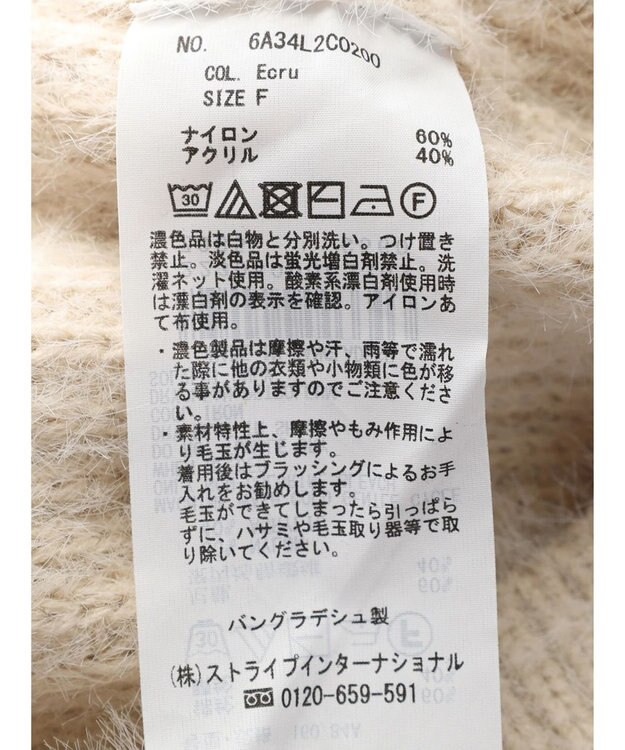 NO. 6A34L2C0200
COL. Ecru
SIZE F
ナイロン 60%
アクリル 40%
30 F
濃色品は白物と分別洗い。つけ置き
禁止。淡色品は蛍光増白剤禁止。洗
濯ネット使用。酸素系漂白剤使用時
は漂白剤の表示を確認。アイロンあ
て布使用。
・濃色製品は摩擦や汗、雨等で濡れ
た際に他の衣類や小物類に色が移
る事がありますのでご注意くださ
い。
・素材特性上、摩擦やもみ作用によ
り毛玉が生じます。
着用後はブラッシングによるお手
入れをお勧めします。
毛玉ができてしまったら引っぱら
ずに、ハサミや毛玉取り器等で取
り除いてください。
バングラデシュ製
(株)ストライプインターナショナル
0120-659-591